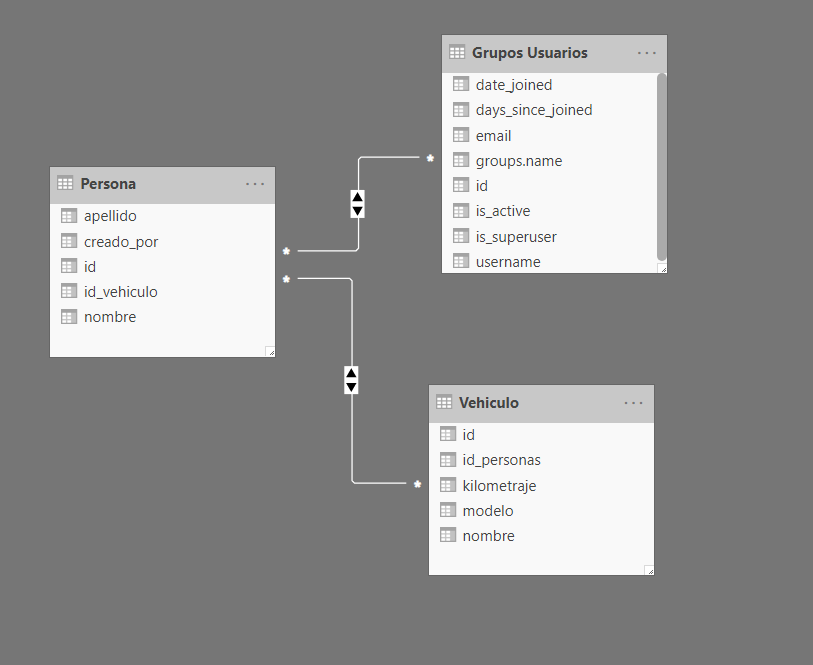 Grupos Usuarios
date_joined
days_since_joined
email
groups.name
id
is_active
is_superuser
username
Persona
apellido
creado_por
id
id_vehiculo
nombre
Vehiculo
id
id_personas
kilometraje
modelo
nombre